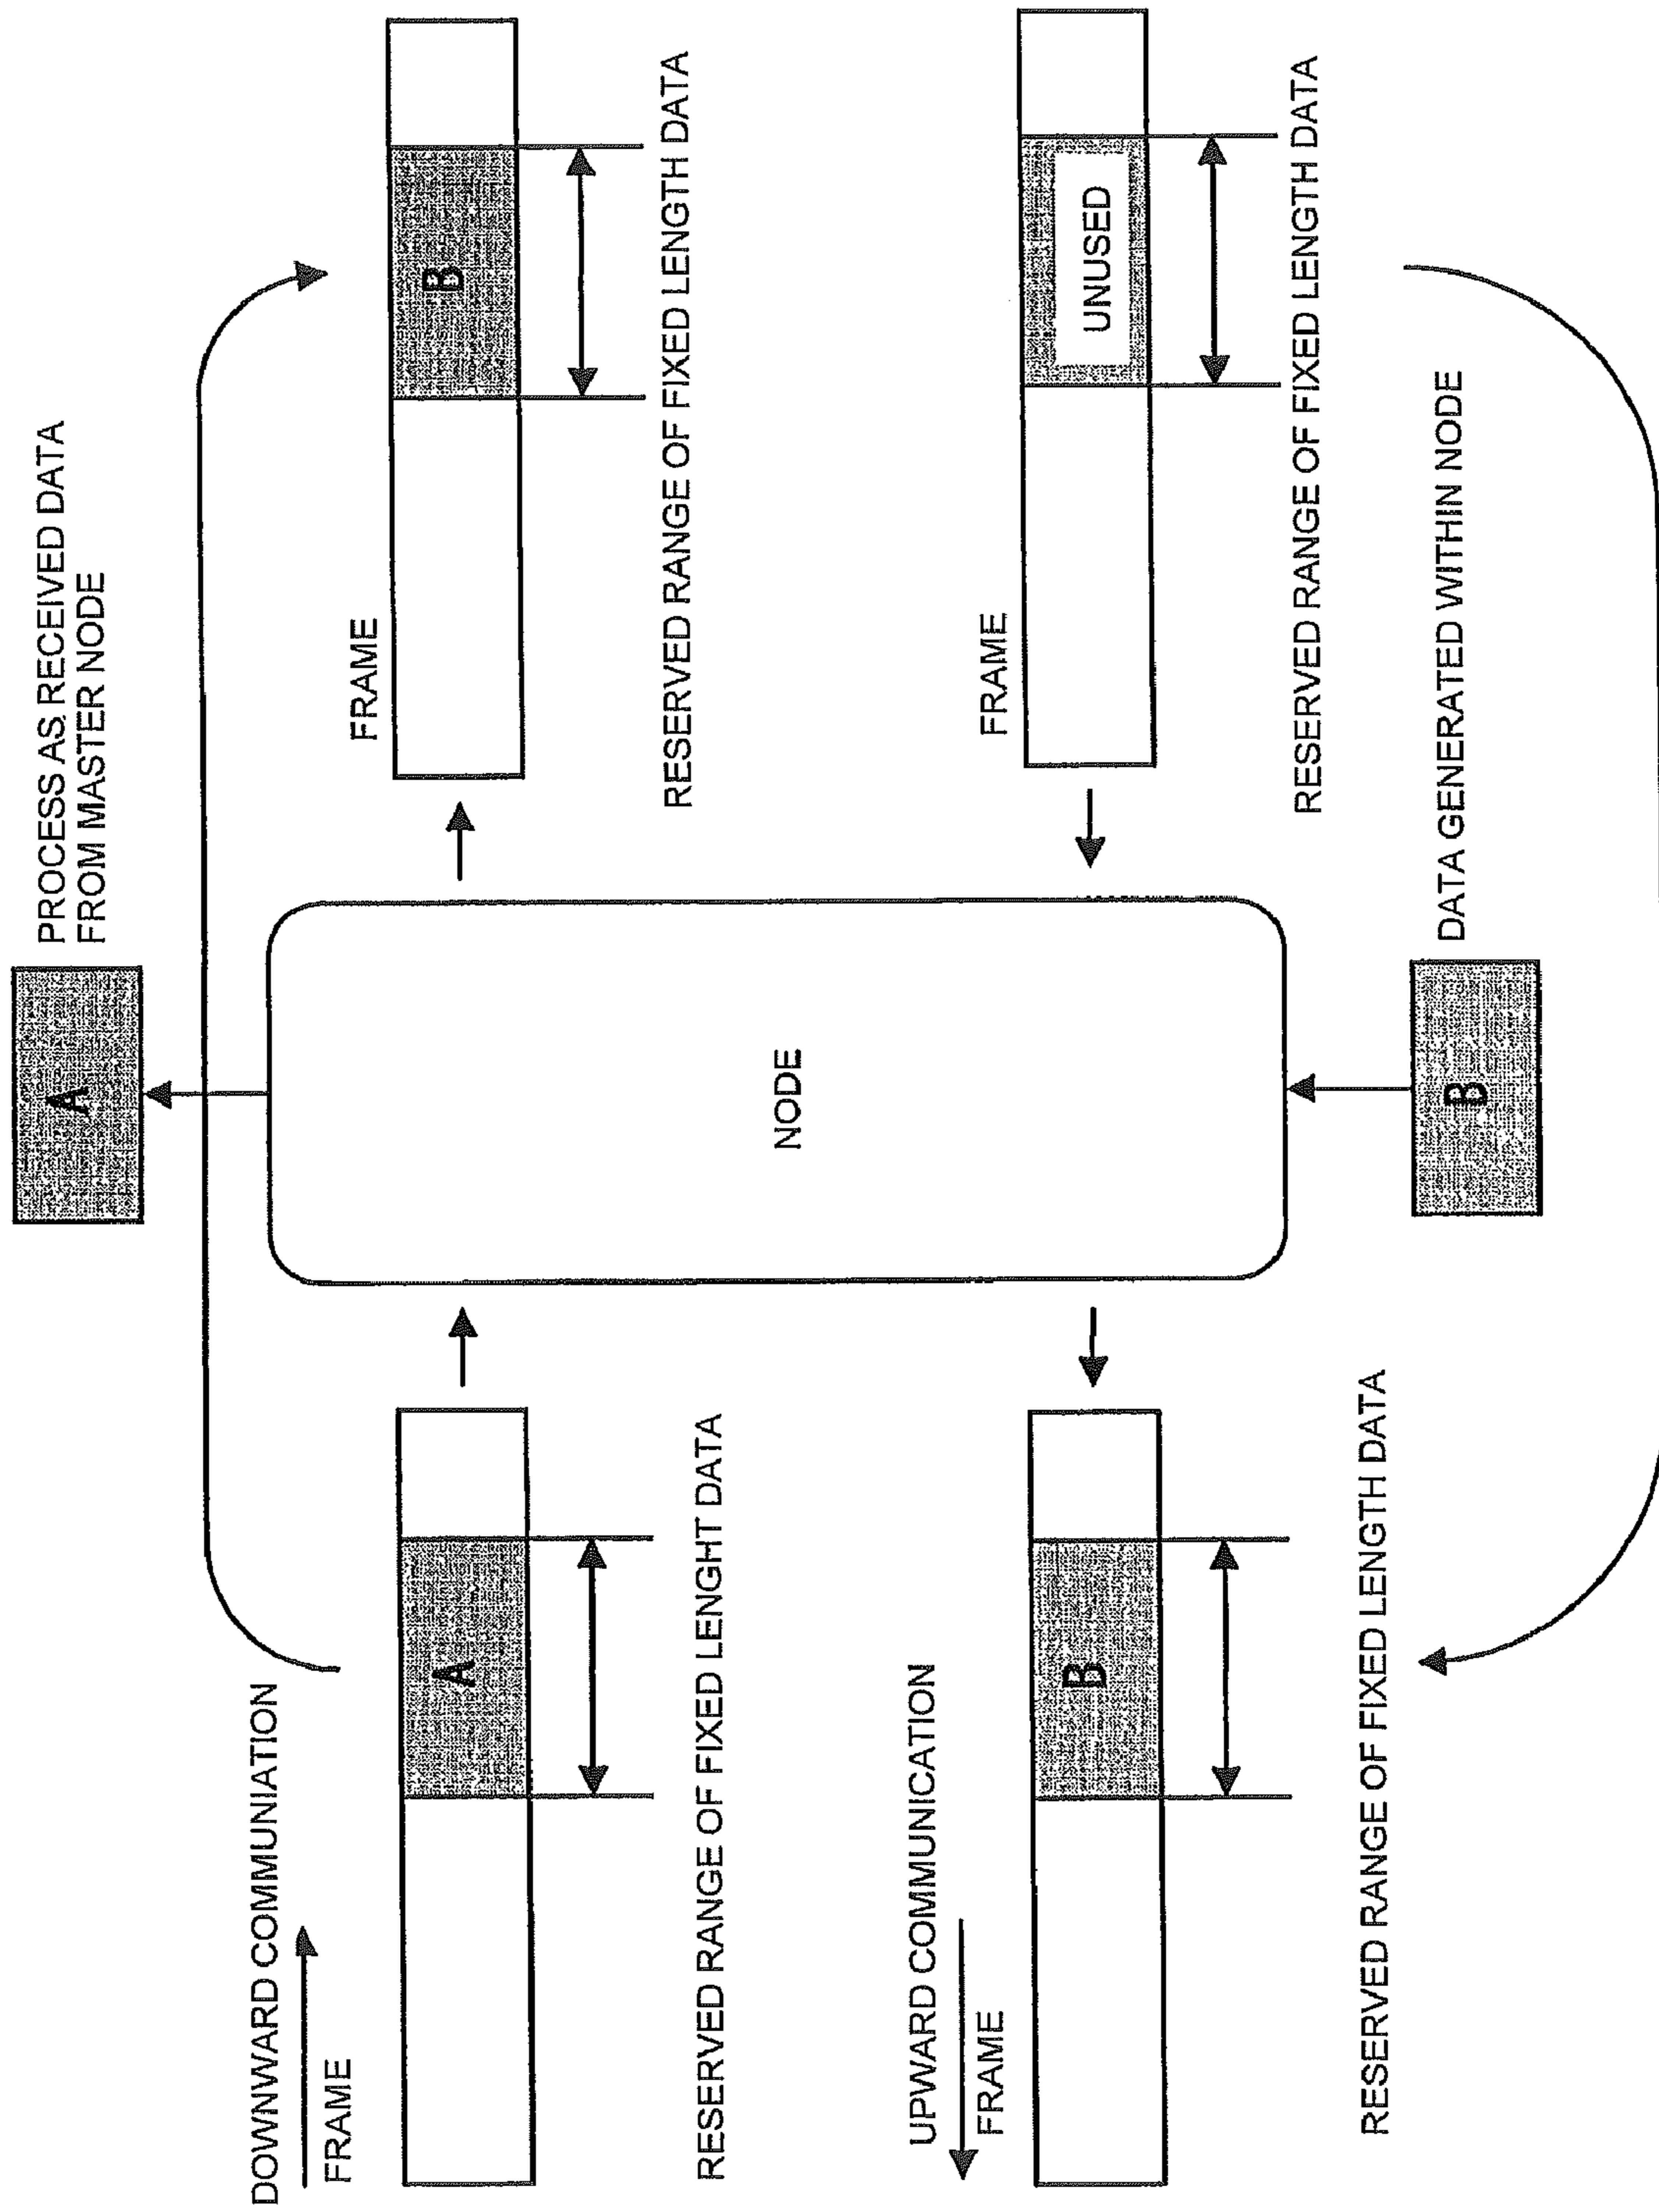 PROCESS AS RECEIVED DATA
FROM MASTER NODE
A
DOWNWARD COMMUNIATION
FRAME
A
RESERVED RANGE OF FIXED LENGHT DATA
FRAME
B
RESERVED RANGE OF FIXED LENGTH DATA
NODE
UPWARD COMMUNICATION
FRAME
B
RESERVED RANGE OF FIXED LENGTH DATA
FRAME
UNUSED
RESERVED RANGE OF FIXED LENGTH DATA
B
DATA GENERATED WITHIN NODE